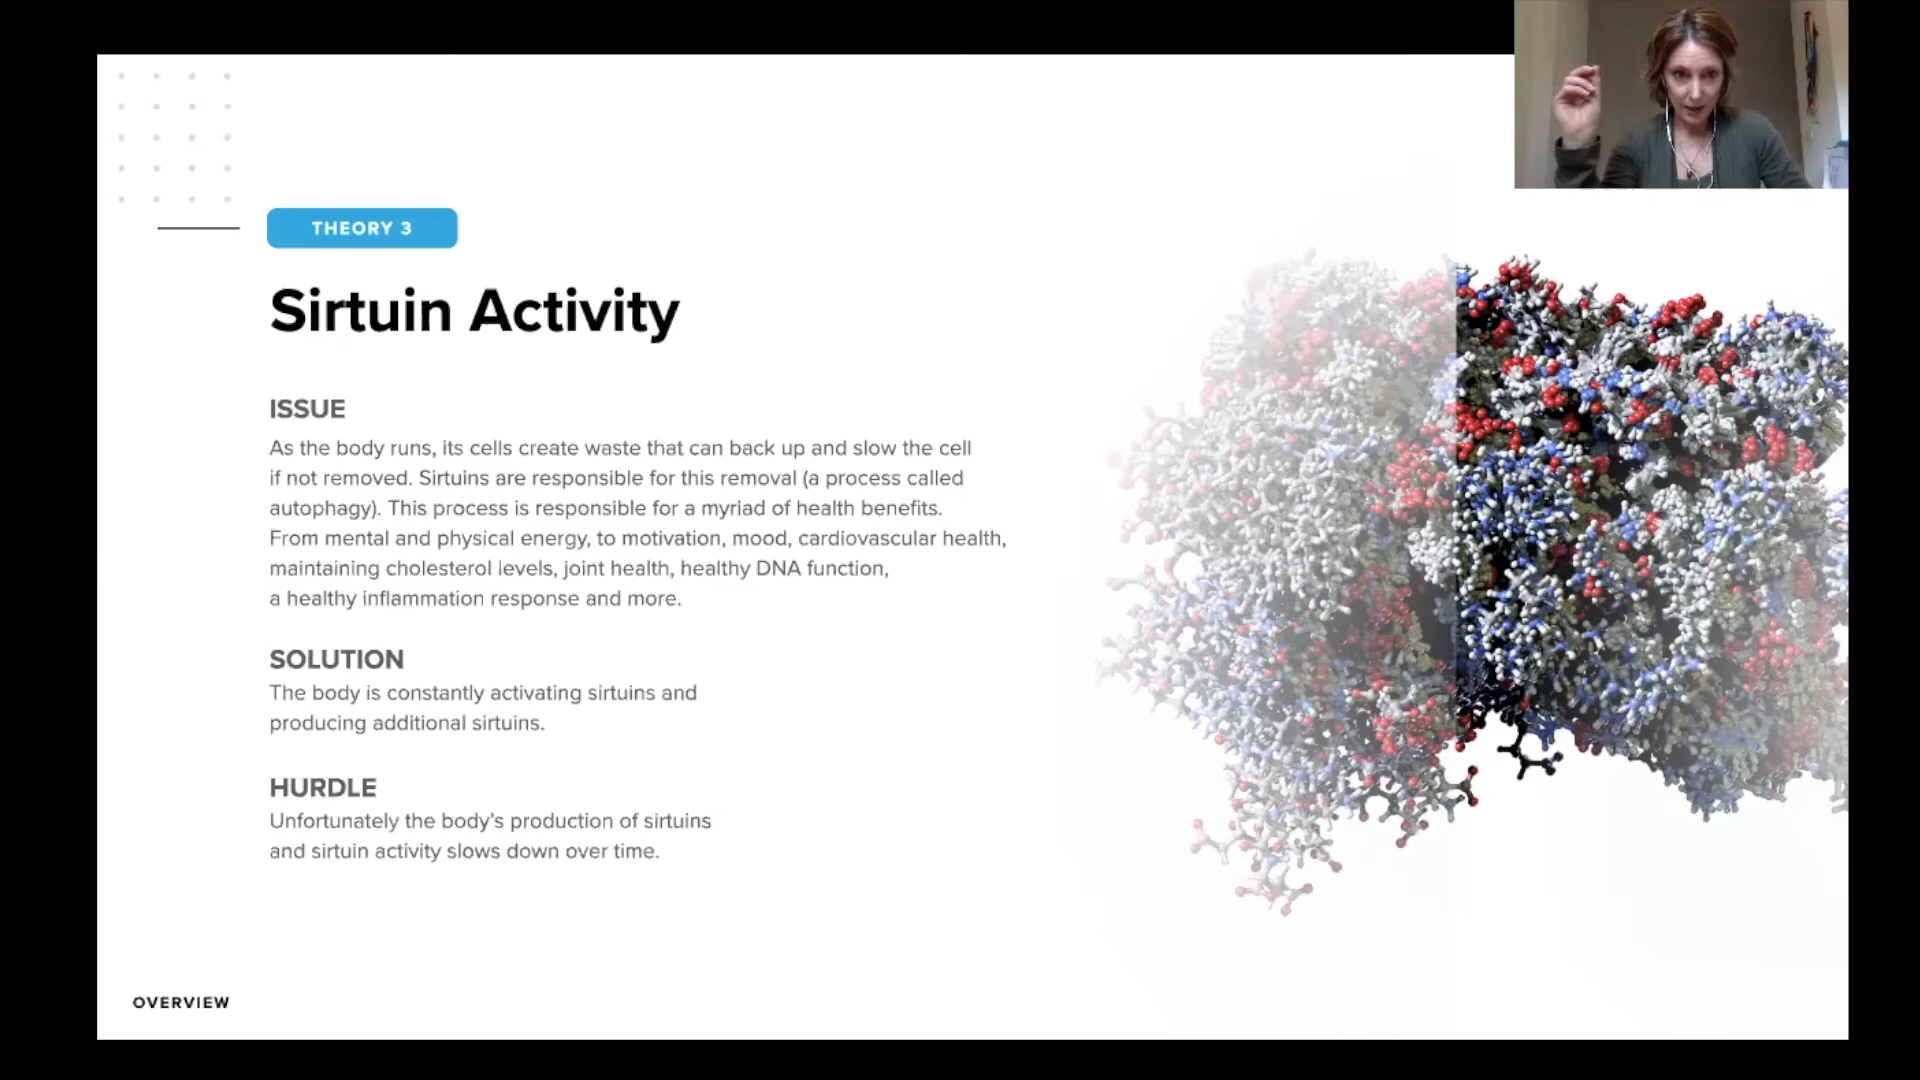 THEORY 3
Sirtuin Activity
ISSUE
As the body runs, its cells create waste that can back up and slow the cell
if not removed. Sirtuins are responsible for this removal (a process called
autophagy). This process is responsible for a myriad of health benefits.
From mental and physical energy, to motivation, mood, cardiovascular health,
maintaining cholesterol levels, joint health, healthy DNA function,
a healthy inflammation response and more.
SOLUTION
The body is constantly activating sirtuins and
producing additional sirtuins.
HURDLE
Unfortunately the body's production of sirtuins
and sirtuin activity slows down over time.
OVERVIEW